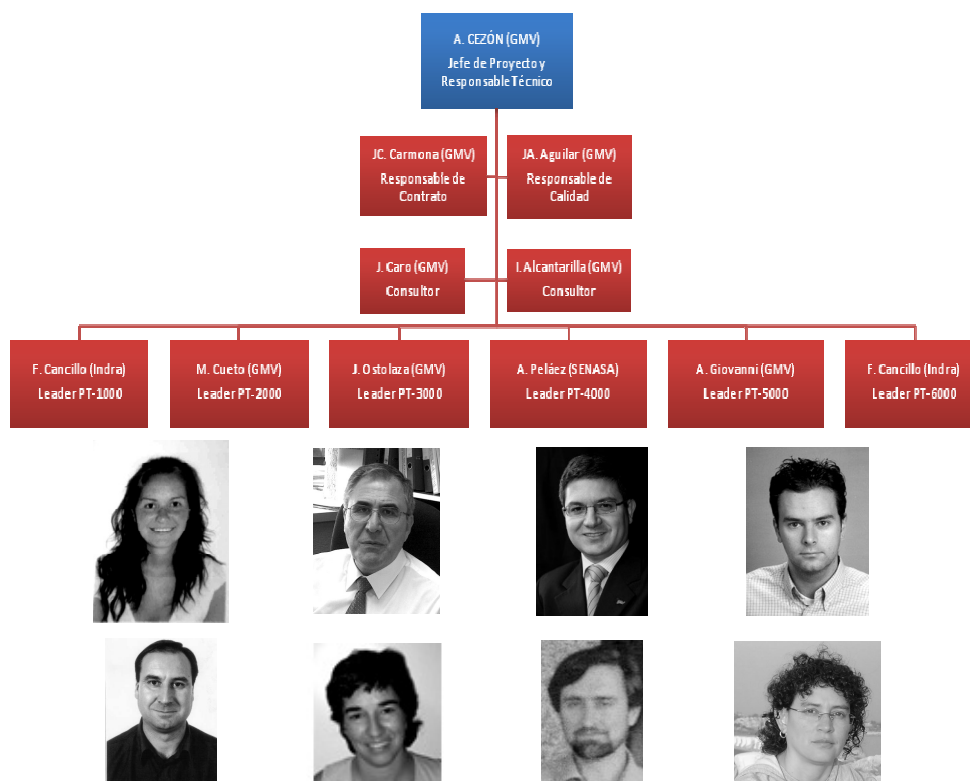 A. CEZÓN (GMV)
Jefe de Proyecto y
Responsable Técnico
JC. Carmona (GMV)
Responsable de
Contrato
JA. Aguilar (GMV)
Responsable de
Calidad
J. Caro (GMV)
Consultor
I. Alcantarilla (GMV)
Consultor
F. Cancillo (Indra)
Leader PT-1000
M. Cueto (GMV)
Leader PT-2000
J. Ostolaza (GMV)
Leader PT-3000
A. Peláez (SENASA)
Leader PT-4000
A. Giovanni (GMV)
Leader PT-5000
F. Cancillo (Indra)
Leader PT-6000